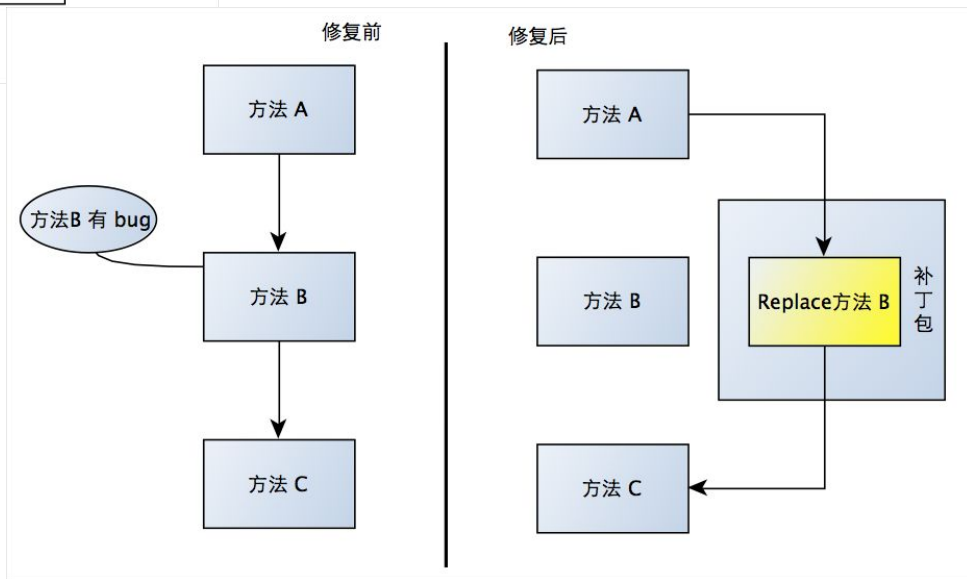 修复前
方法 A
方法B 有 bug
方法 B
方法 C
修复后
方法 A
方法 B
Replace方法 B
补
丁
包
方法 C